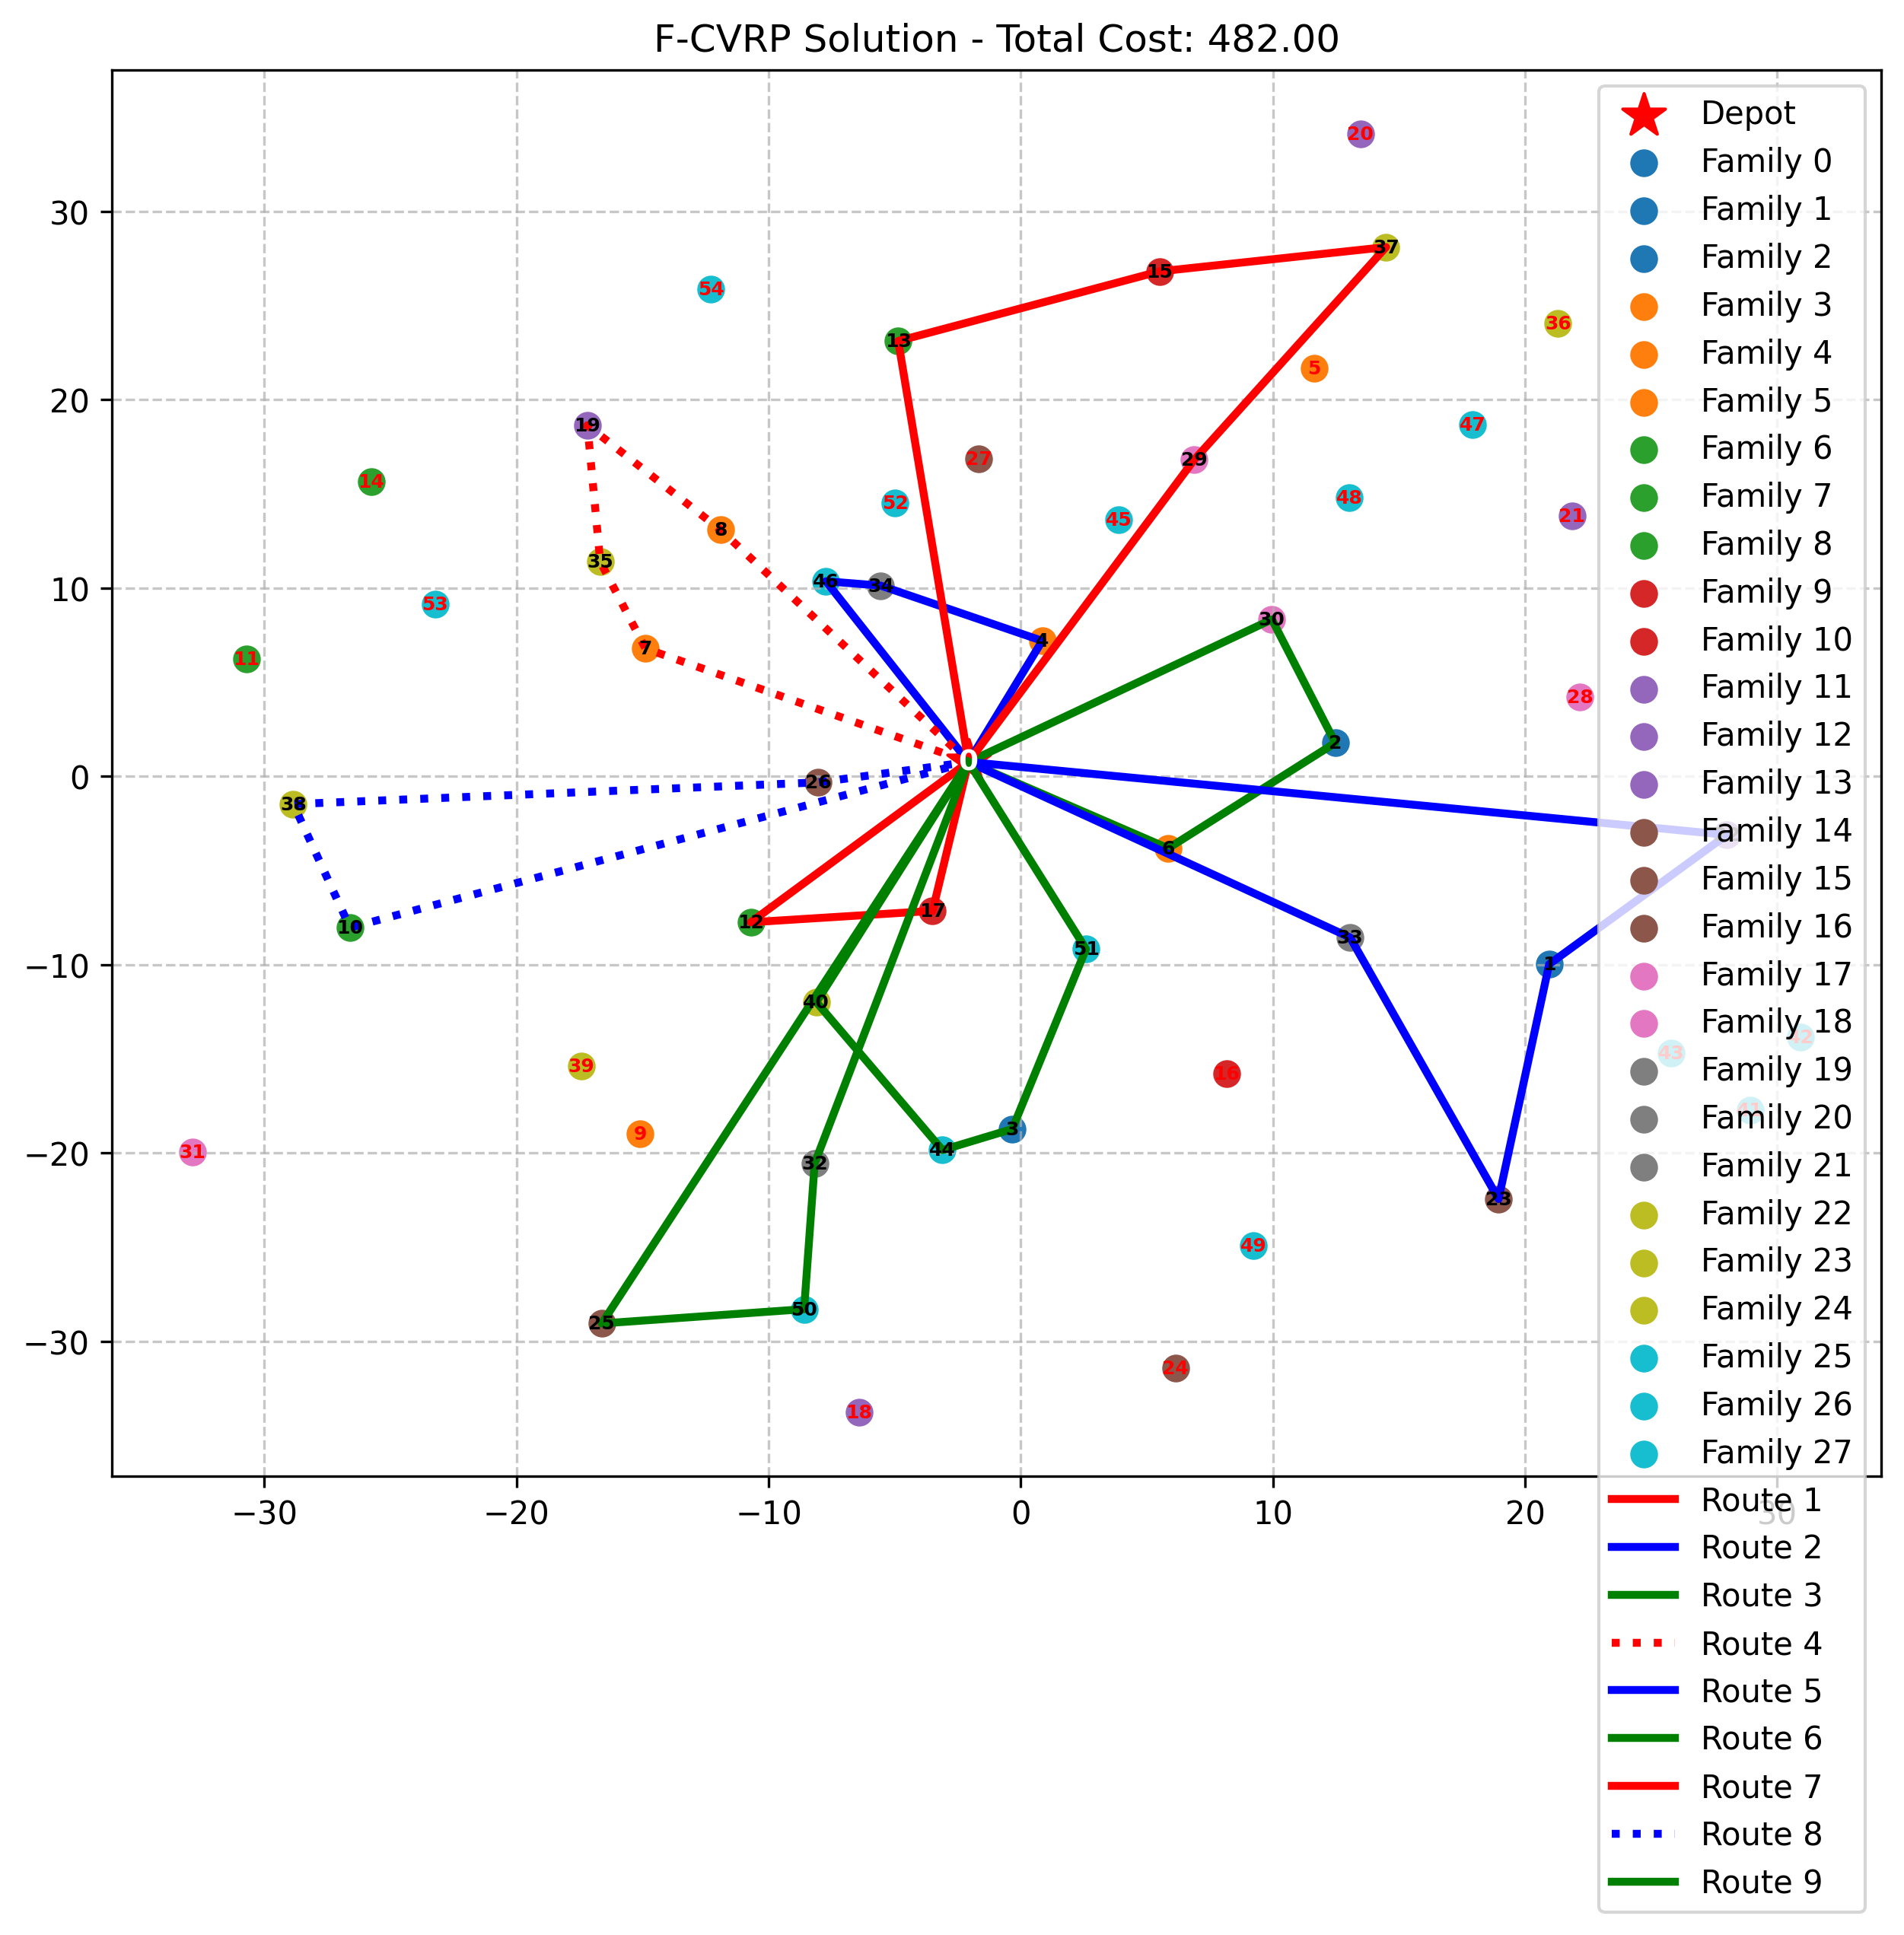 F-CVRP Solution - Total Cost: 482.00
Depot
Family 0
Family 1
Family 2
Family 3
Family 4
Family 5
Family 6
Family 7
Family 8
Family 9
Family 10
Family 11
Family 12
Family 13
Family 14
Family 15
Family 16
Family 17
Family 18
Family 19
Family 20
Family 21
Family 22
Family 23
Family 24
Family 25
Family 26
Family 27
Route 1
Route 2
Route 3
Route 4
Route 5
Route 6
Route 7
Route 8
Route 9
30
20
10
0
−10
−20
−30
−30
−20
−10
0
10
20
30
20
37
15
54
36
13
5
19
47
27
29
14
48
52
21
45
8
35
46
34
53
30
4
7
11
28
2
0
26
38
6
17
12
10
33
51
1
40
42
43
39
16
3
9
44
31
32
23
49
50
25
24
18